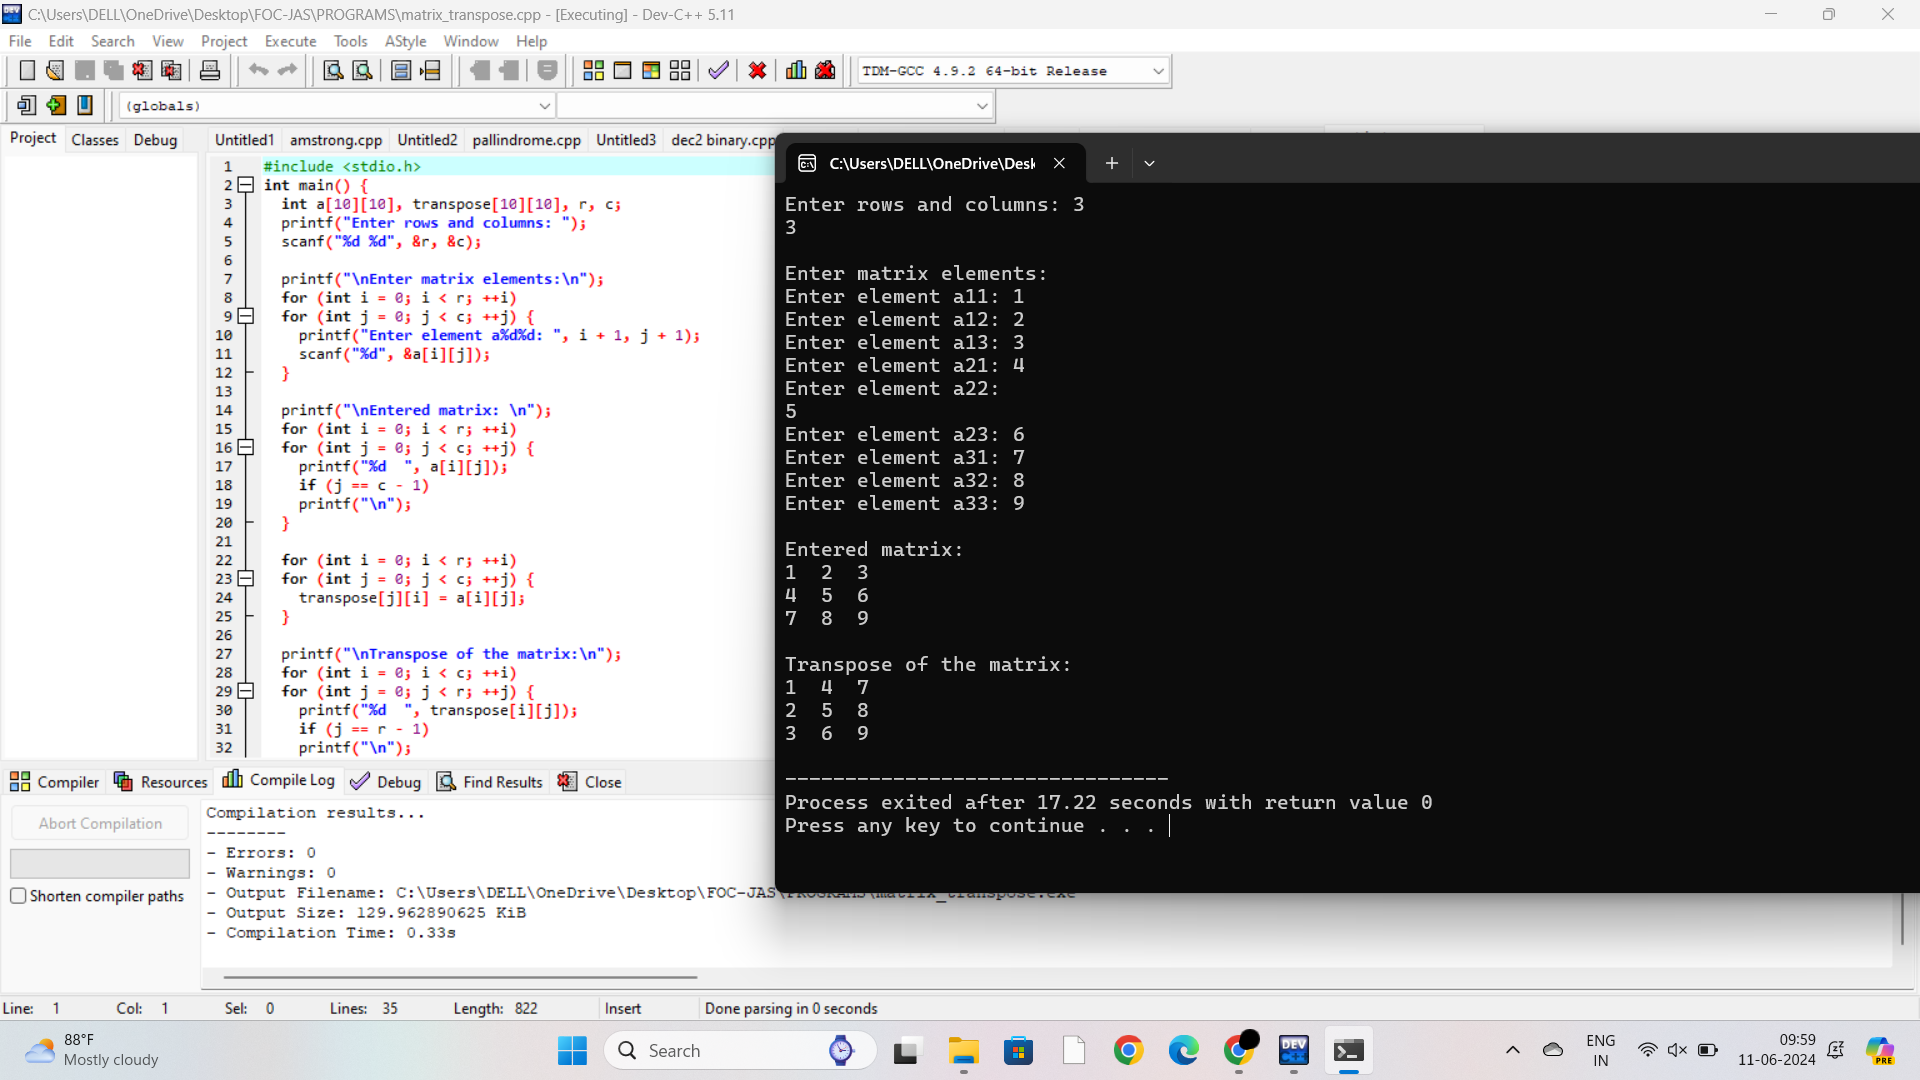 C:\Users\DELL\OneDrive\Desktop\FOC-JAS\PROGRAMS\matrix_transpose.cpp - [Executing] - Dev-C++ 5.11
File Edit Search View Project Execute Tools AStyle Window Help
TDM-GCC 4.9.2 64-bit Release
(globals)
Project Classes Debug
Untitled1 amstrong.cpp Untitled2 pallindrome.cpp Untitled3 dec2 binary.cpp
1 #include <stdio.h>
2 int main() {
3 int a[10][10], transpose[10][10], r, c;
4 printf("Enter rows and columns: ");
5 scanf("%d %d", &r, &c);
6
7 printf("\nEnter matrix elements:\n");
8 for (int i = 0; i < r; ++i)
9 for (int j = 0; j < c; ++j) {
10 printf("Enter element a%d%d: ", i + 1, j + 1);
11 scanf("%d", &a[i][j]);
12 }
13
14 printf("\nEntered matrix: \n");
15 for (int i = 0; i < r; ++i)
16 for (int j = 0; j < c; ++j) {
17 printf("%d  ", a[i][j]);
18 if (j == c - 1)
19 printf("\n");
20 }
21
22 for (int i = 0; i < r; ++i)
23 for (int j = 0; j < c; ++j) {
24 transpose[j][i] = a[i][j];
25 }
26
27 printf("\nTranspose of the matrix:\n");
28 for (int i = 0; i < c; ++i)
29 for (int j = 0; j < r; ++j) {
30 printf("%d  ", transpose[i][j]);
31 if (j == r - 1)
32 printf("\n");
C:\Users\DELL\OneDrive\Desk
Enter rows and columns: 3
3
Enter matrix elements:
Enter element a11: 1
Enter element a12: 2
Enter element a13: 3
Enter element a21: 4
Enter element a22:
5
Enter element a23: 6
Enter element a31: 7
Enter element a32: 8
Enter element a33: 9
Entered matrix:
1 2 3
4 5 6
7 8 9
Transpose of the matrix:
1 4 7
2 5 8
3 6 9
--------------------------------
Process exited after 17.22 seconds with return value 0
Press any key to continue . . .
Compiler Resources Compile Log Debug Find Results Close
Abort Compilation
Shorten compiler paths
Compilation results...
--------
- Errors: 0
- Warnings: 0
- Output Filename: C:\Users\DELL\OneDrive\Desktop\FOC-JAS\PROGRAMS\matrix_transpose.exe
- Output Size: 129.962890625 KiB
- Compilation Time: 0.33s
Line: 1 Col: 1 Sel: 0 Lines: 35 Length: 822 Insert Done parsing in 0 seconds
88°F
Mostly cloudy
Search
DEV
ENG
IN
09:59
11-06-2024
PRE